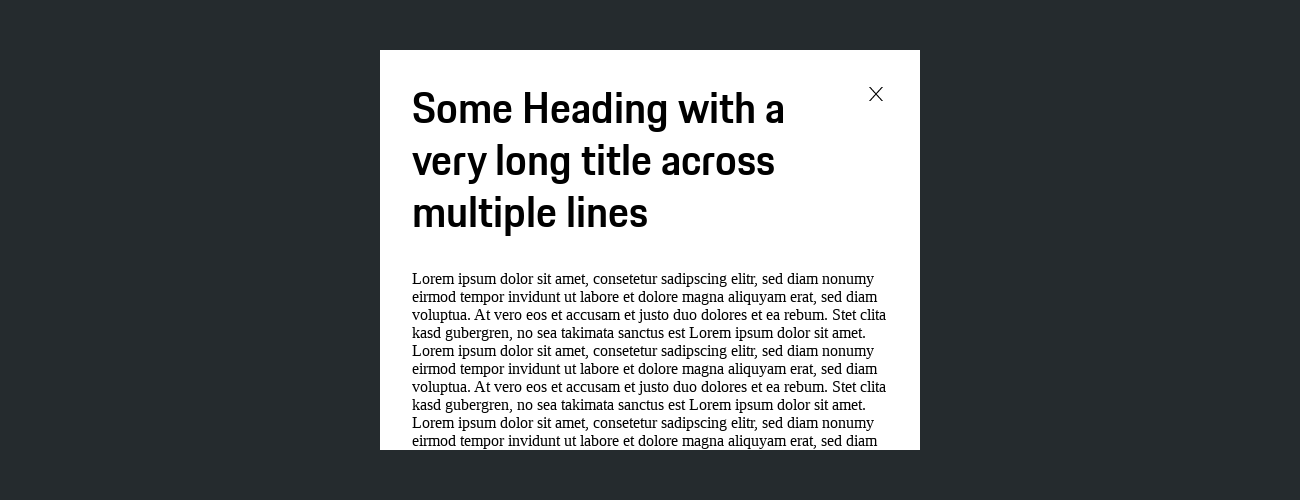 Some Heading with a
very long title across
multiple lines
Lorem ipsum dolor sit amet, consetetur sadipscing elitr, sed diam nonumy
eirmod tempor invidunt ut labore et dolore magna aliquyam erat, sed diam
voluptua. At vero eos et accusam et justo duo dolores et ea rebum. Stet clita
kasd gubergren, no sea takimata sanctus est Lorem ipsum dolor sit amet.
Lorem ipsum dolor sit amet, consetetur sadipscing elitr, sed diam nonumy
eirmod tempor invidunt ut labore et dolore magna aliquyam erat, sed diam
voluptua. At vero eos et accusam et justo duo dolores et ea rebum. Stet clita
kasd gubergren, no sea takimata sanctus est Lorem ipsum dolor sit amet.
Lorem ipsum dolor sit amet, consetetur sadipscing elitr, sed diam nonumy
eirmod tempor invidunt ut labore et dolore magna aliquyam erat, sed diam